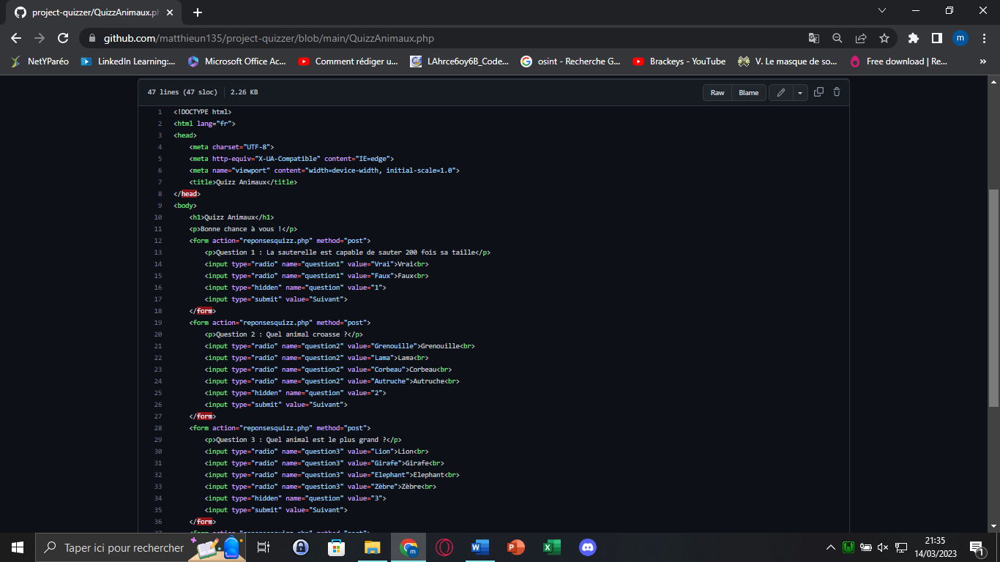 project-quizzer/QuizzAnimaux.ph
github.com/matthieun135/project-quizzer/blob/main/QuizzAnimaux.php
m
NetYParéo
LinkedIn Learning:...
Microsoft Office Ac...
Comment rédiger u...
LAhrce6oy6B_Code...
osint - Recherche G...
Brackeys - YouTube
V. Le masque de so...
Free download | Re...
»
47 lines (47 sloc) 2.26 KB
Raw Blame
1 <!DOCTYPE html>
2 <html lang="fr">
3 <head>
4 <meta charset="UTF-8">
5 <meta http-equiv="X-UA-Compatible" content="IE=edge">
6 <meta name="viewport" content="width=device-width, initial-scale=1.0">
7 <title>Quizz Animaux</title>
8 </head>
9 <body>
10 <h1>Quizz Animaux</h1>
11 <p>Bonne chance à vous !</p>
12 <form action="reponsesquizz.php" method="post">
13 <p>Question 1 : La sauterelle est capable de sauter 200 fois sa taille</p>
14 <input type="radio" name="question1" value="Vrai">Vrai<br>
15 <input type="radio" name="question1" value="Faux">Faux<br>
16 <input type="hidden" name="question" value="1">
17 <input type="submit" value="Suivant">
18 </form>
19 <form action="reponsesquizz.php" method="post">
20 <p>Question 2 : Quel animal croasse ?</p>
21 <input type="radio" name="question2" value="Grenouille">Grenouille<br>
22 <input type="radio" name="question2" value="Lama">Lama<br>
23 <input type="radio" name="question2" value="Corbeau">Corbeau<br>
24 <input type="radio" name="question2" value="Autruche">Autruche<br>
25 <input type="hidden" name="question" value="2">
26 <input type="submit" value="Suivant">
27 </form>
28 <form action="reponsesquizz.php" method="post">
29 <p>Question 3 : Quel animal est le plus grand ?</p>
30 <input type="radio" name="question3" value="Lion">Lion<br>
31 <input type="radio" name="question3" value="Girafe">Girafe<br>
32 <input type="radio" name="question3" value="Elephant">Elephant<br>
33 <input type="radio" name="question3" value="Zèbre">Zèbre<br>
34 <input type="hidden" name="question" value="3">
35 <input type="submit" value="Suivant">
36 </form>
Taper ici pour rechercher
21:35
14/03/2023
1